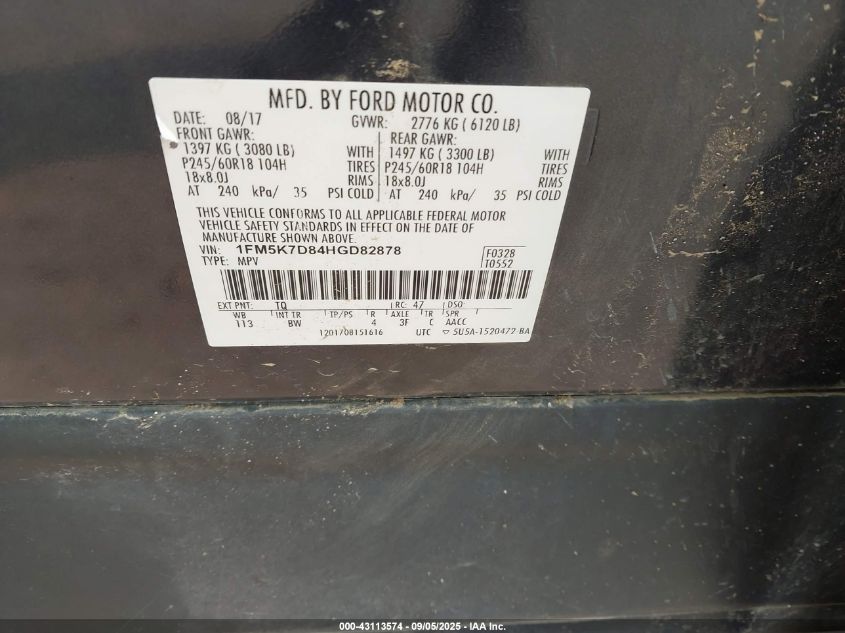 MFD. BY FORD MOTOR CO.
DATE: 08/17 GVWR: 2776 KG ( 6120 LB)
FRONT GAWR: REAR GAWR:
1397 KG ( 3080 LB) WITH 1497 KG ( 3300 LB) WITH
P245/60R18 104H TIRES P245/60R18 104H TIRES
18x8.0J RIMS 18x8.0J RIMS
AT 240 kPa/ 35 PSI COLD AT 240 kPa/ 35 PSI COLD
THIS VEHICLE CONFORMS TO ALL APPLICABLE FEDERAL MOTOR
VEHICLE SAFETY STANDARDS IN EFFECT ON THE DATE OF
MANUFACTURE SHOWN ABOVE.
VIN: 1FM5K7D84HGD82878 F0328
TYPE: MPV T0552
EXT PNT: TQ RC: 47 DSO:
WB INT TR TP/PS R AXLE TR SPR
113 BW 4 3F C AACC
1201708151616 UTC ▽ 5U5A-1520472-BA
000-43113574 - 09/05/2025 - IAA Inc.